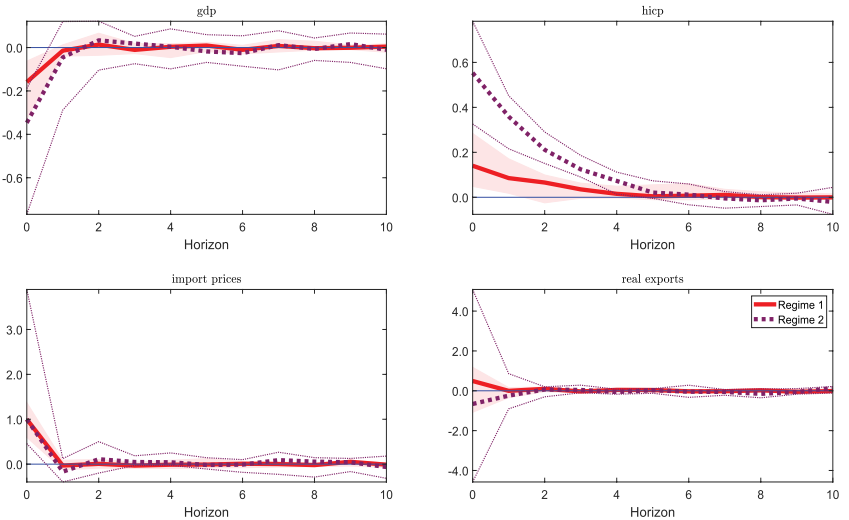 gdp
0.0
-0.2
-0.4
-0.6
0 2 4 6 8 10
Horizon
hicp
0.6
0.4
0.2
0.0
0 2 4 6 8 10
Horizon
import prices
3.0
2.0
1.0
0.0
0 2 4 6 8 10
Horizon
real exports
4.0
2.0
0.0
-2.0
-4.0
0 2 4 6 8 10
Horizon
Regime 1
Regime 2